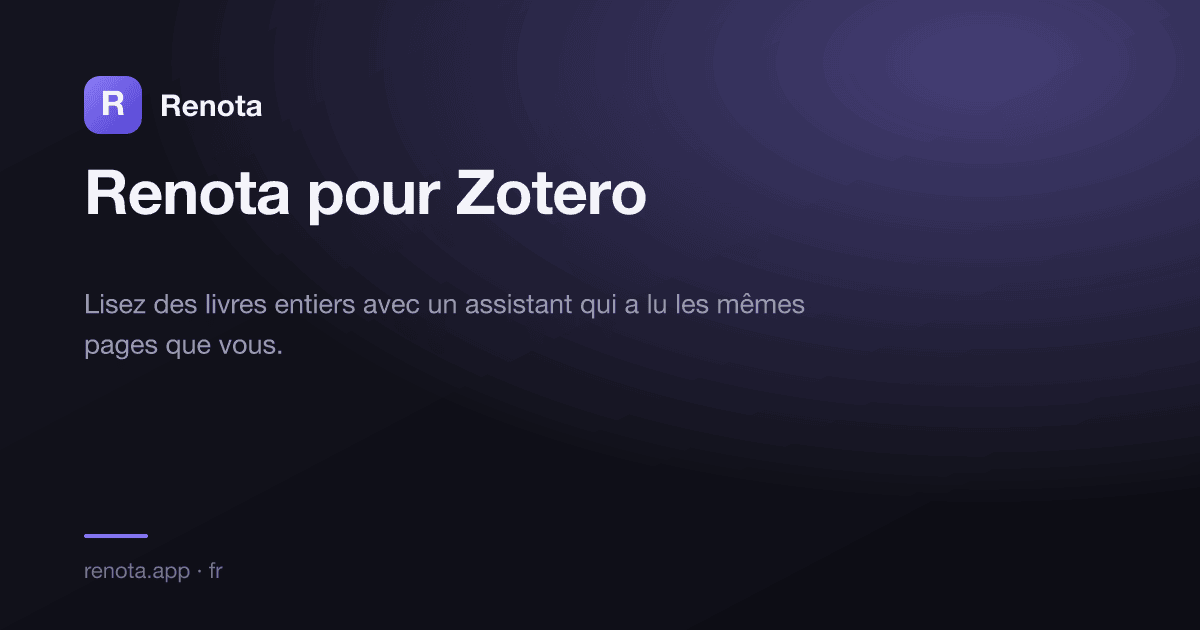 R
Renota
Renota pour Zotero
Lisez des livres entiers avec un assistant qui a lu les mêmes
pages que vous.
renota.app · fr